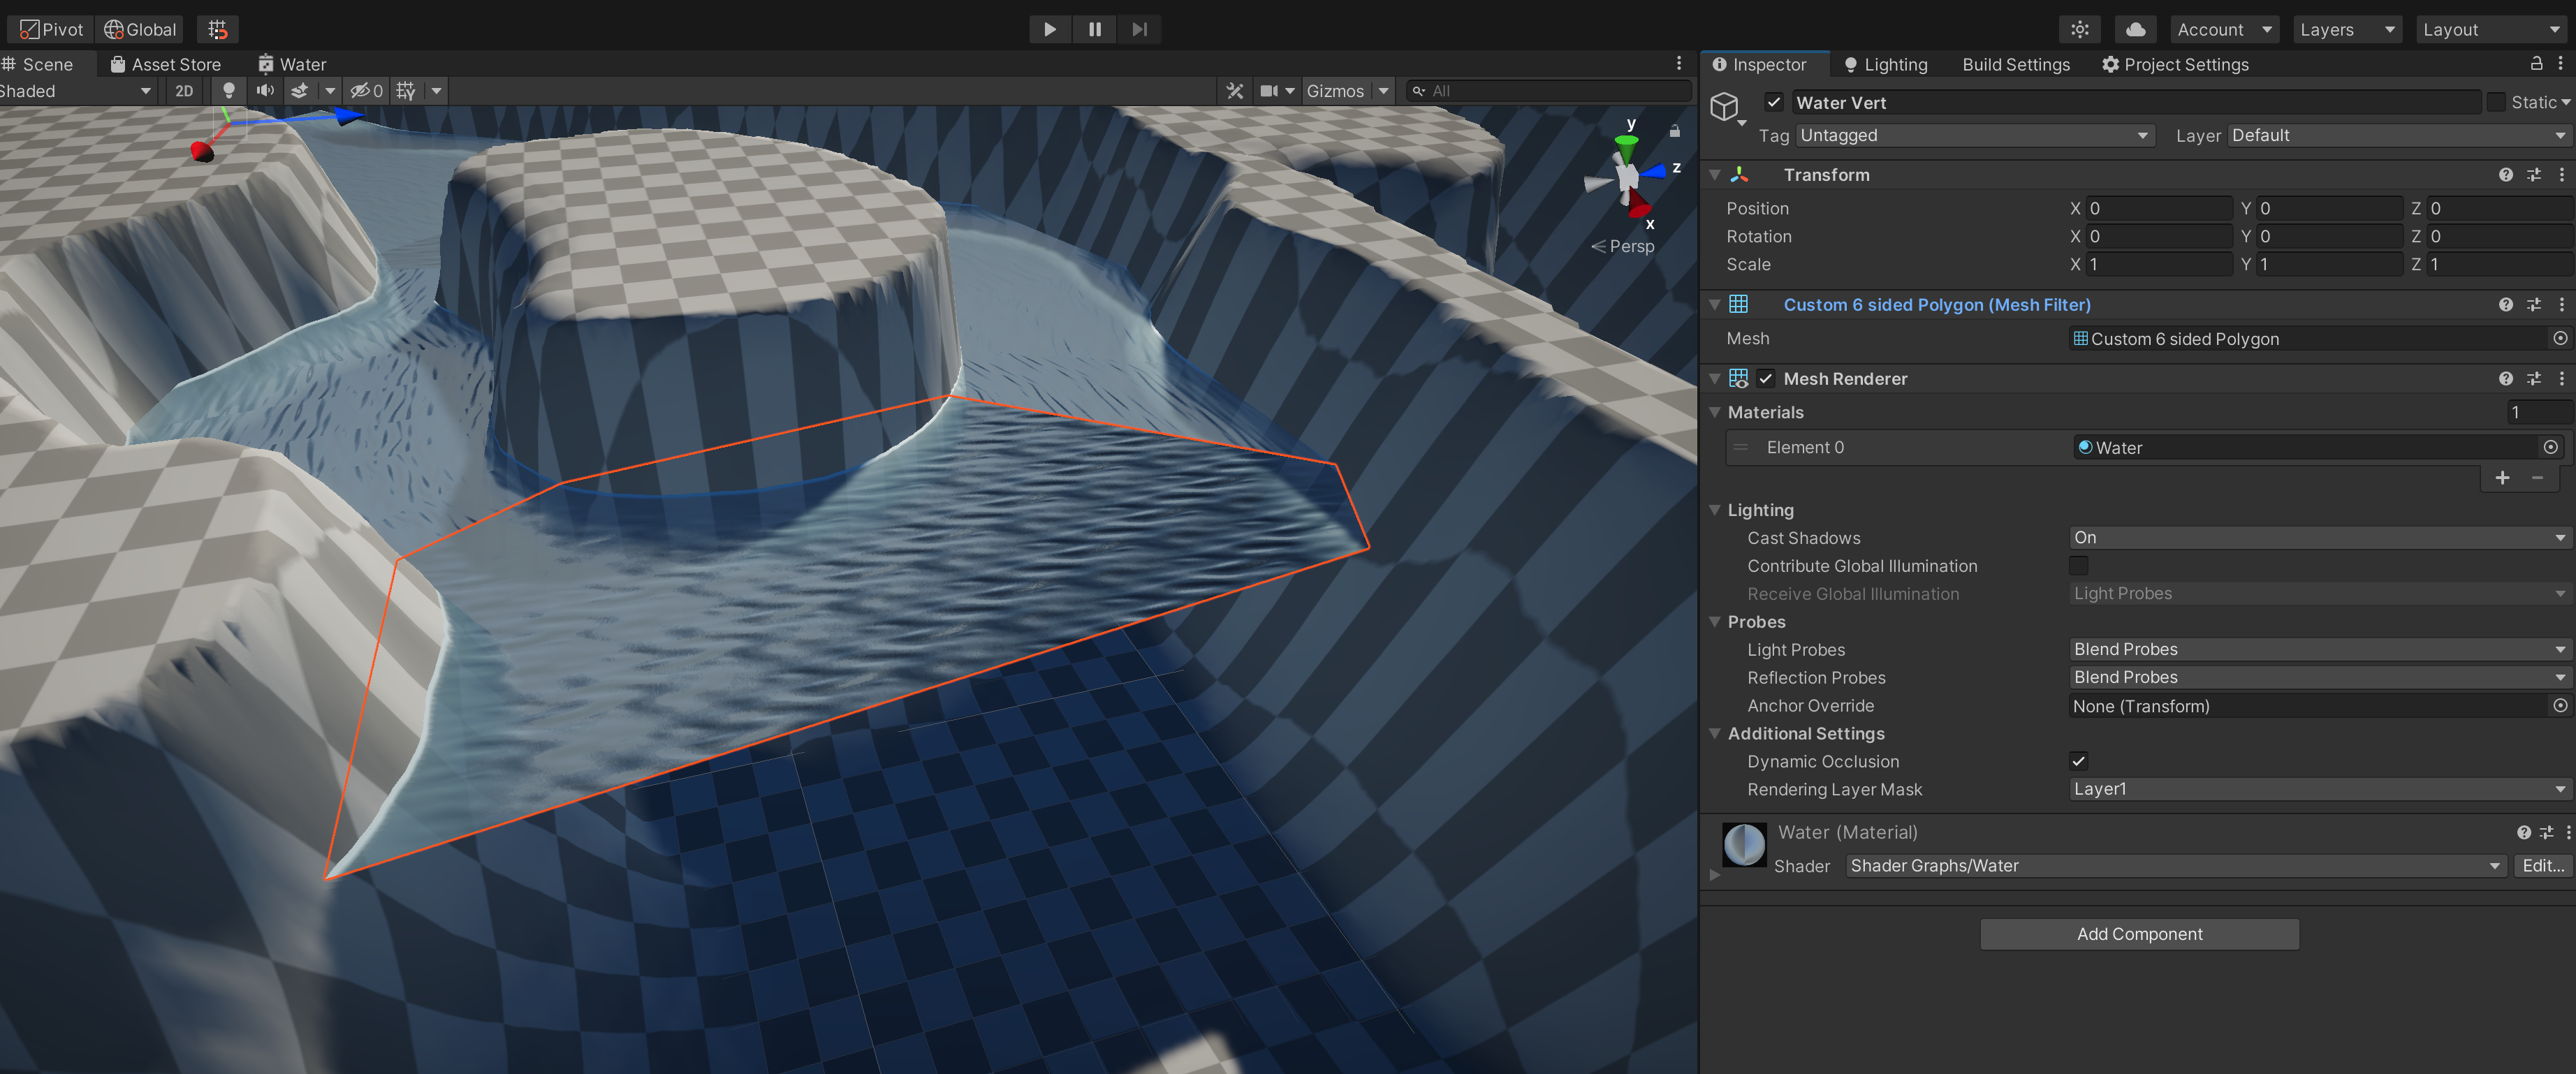 Pivot Global Account Layers Layout
Scene Asset Store Water
Inspector Lighting Build Settings Project Settings
Shaded 2D 0 Gizmos All
y
z
x
Persp
Water Vert Static
Tag Untagged Layer Default
Transform
Position X 0 Y 0 Z 0
Rotation X 0 Y 0 Z 0
Scale X 1 Y 1 Z 1
Custom 6 sided Polygon (Mesh Filter)
Mesh Custom 6 sided Polygon
Mesh Renderer
Materials 1
Element 0 Water
Lighting
Cast Shadows On
Contribute Global Illumination
Receive Global Illumination Light Probes
Probes
Light Probes Blend Probes
Reflection Probes Blend Probes
Anchor Override None (Transform)
Additional Settings
Dynamic Occlusion
Rendering Layer Mask Layer1
Water (Material)
Shader Shader Graphs/Water Edit...
Add Component